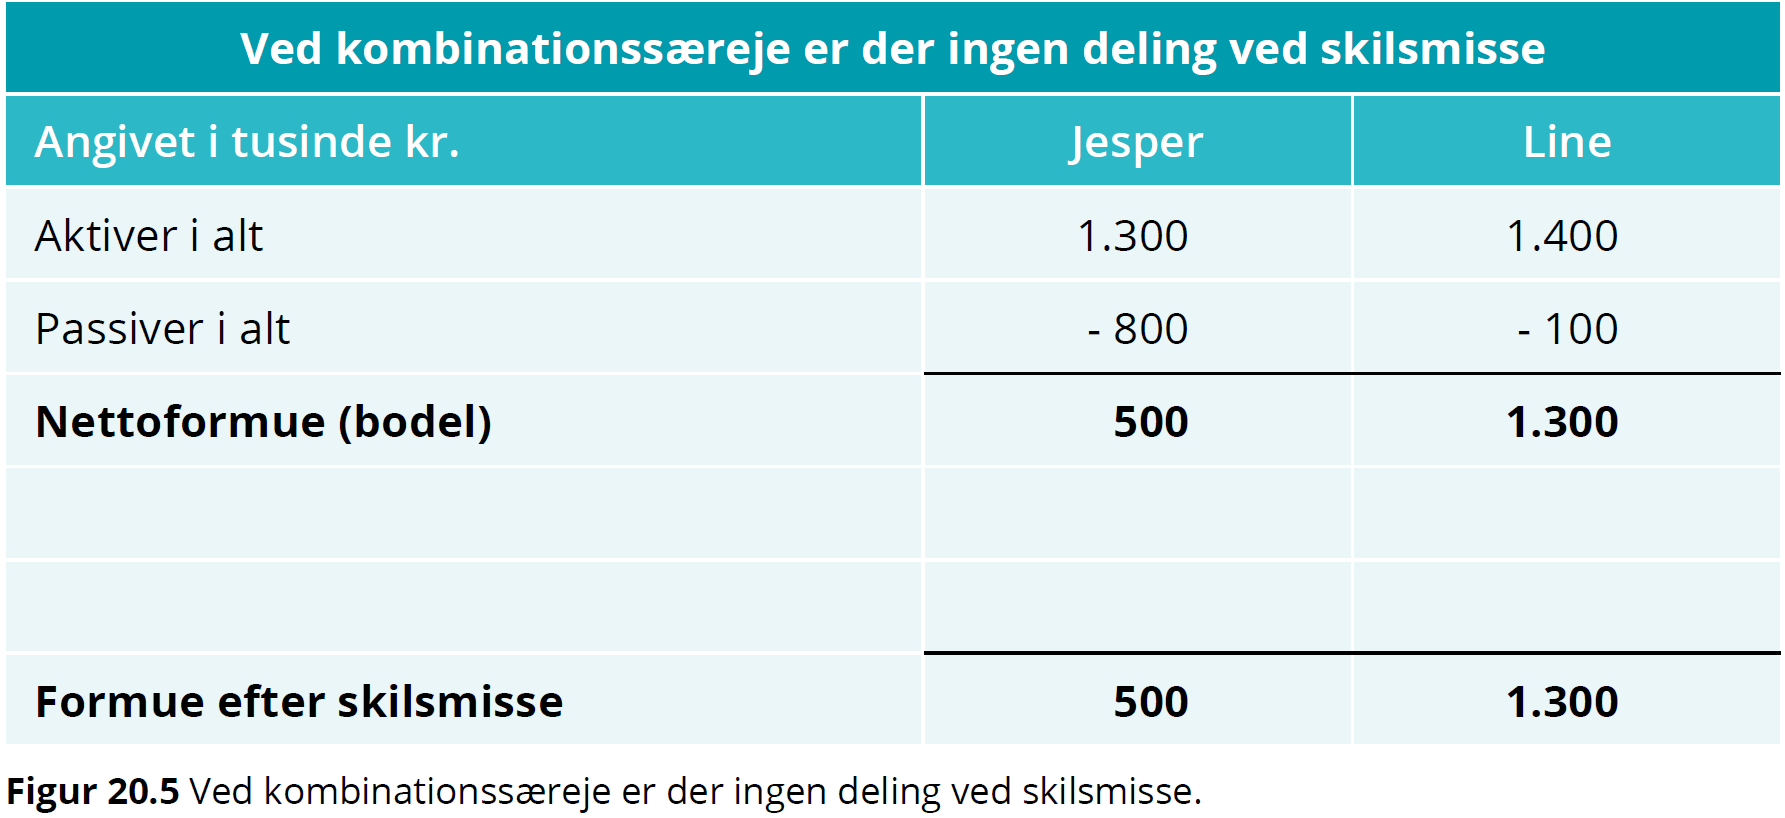 Ved kombinationssæreje er der ingen deling ved skilsmisse
Angivet i tusinde kr. Jesper Line
Aktiver i alt 1.300 1.400
Passiver i alt - 800 - 100
Nettoformue (bodel) 500 1.300
Formue efter skilsmisse 500 1.300
Figur 20.5 Ved kombinationssæreje er der ingen deling ved skilsmisse.